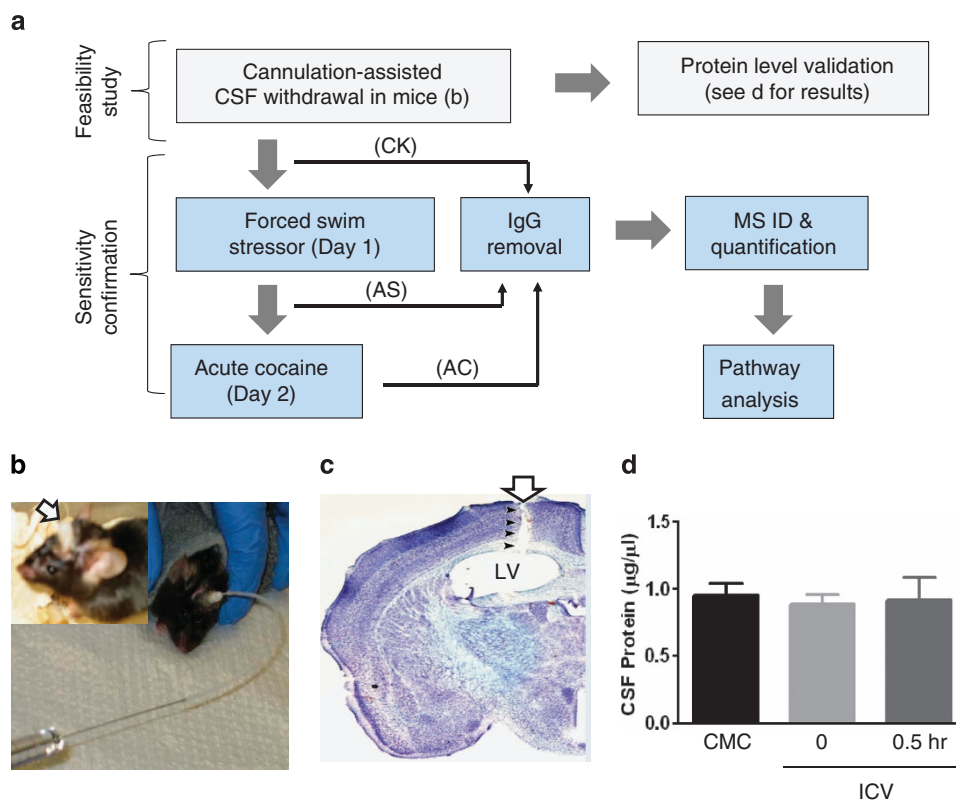 a
Feasibility
study
Cannulation-assisted
CSF withdrawal in mice (b)
Protein level validation
(see d for results)
Sensitivity
confirmation
(CK)
Forced swim
stressor (Day 1)
IgG
removal
MS ID &
quantification
(AS)
Acute cocaine
(Day 2)
(AC)
Pathway
analysis
b
c
LV
d
CSF Protein (µg/µl)
1.5
1.0
0.5
0.0
CMC
0
0.5 hr
ICV